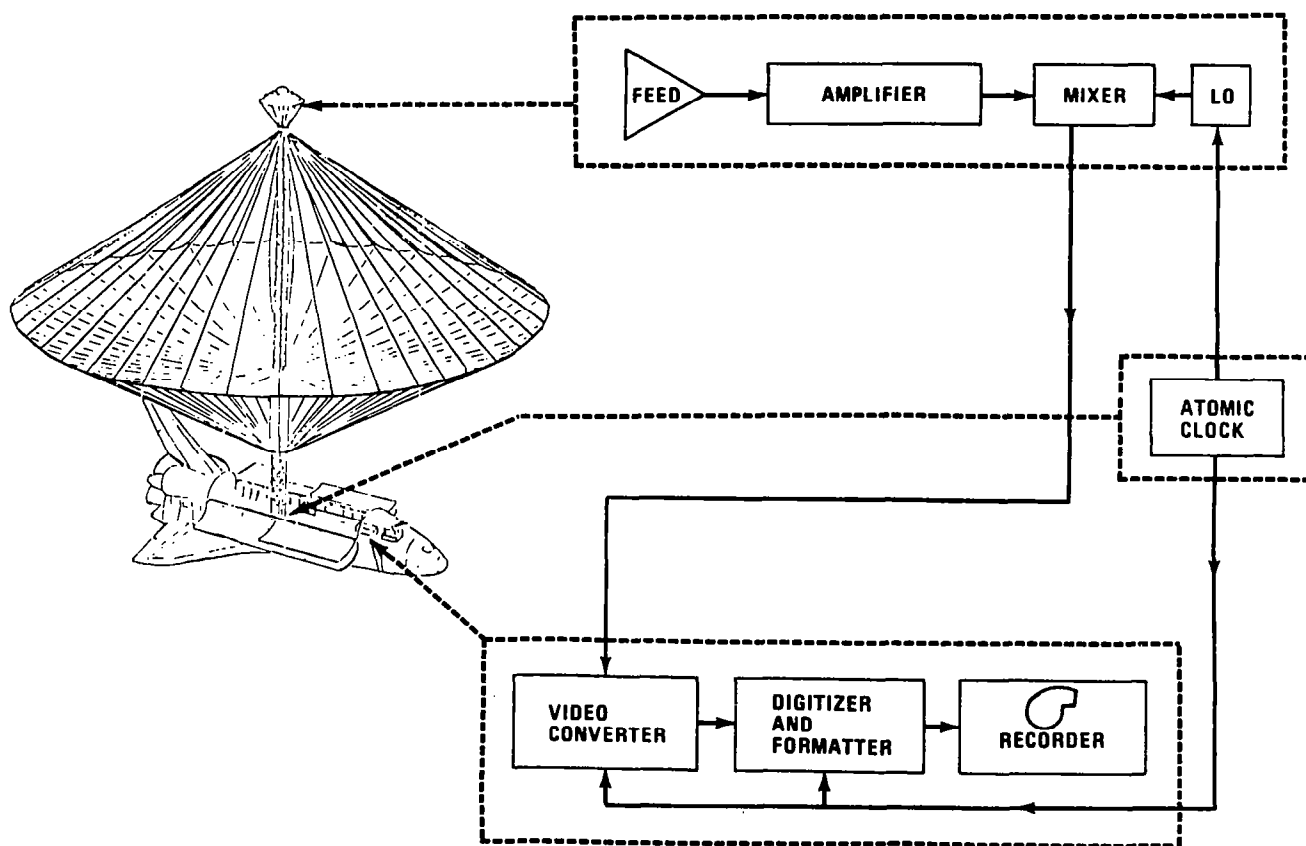 FEED
AMPLIFIER
MIXER
LO
ATOMIC
CLOCK
VIDEO
CONVERTER
DIGITIZER
AND
FORMATTER
RECORDER